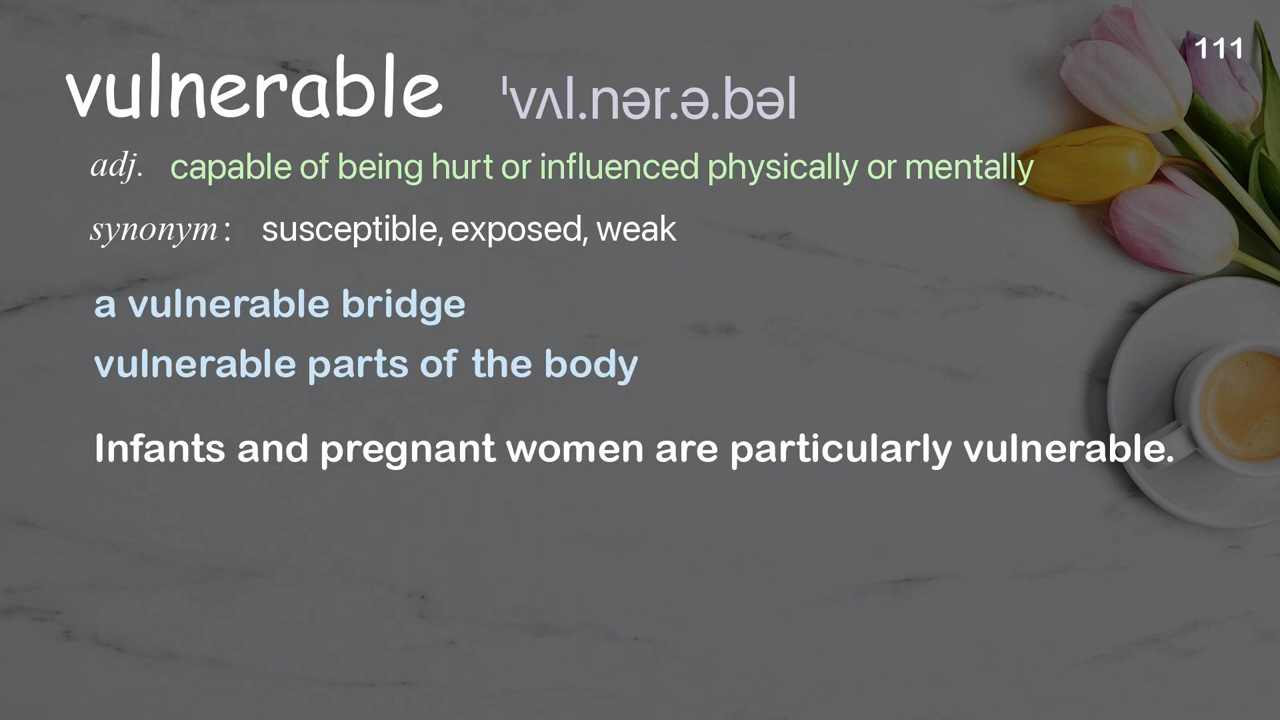 111
vulnerable ˈvʌl.nər.ə.bəl
adj. capable of being hurt or influenced physically or mentally
synonym: susceptible, exposed, weak
a vulnerable bridge
vulnerable parts of the body
Infants and pregnant women are particularly vulnerable.